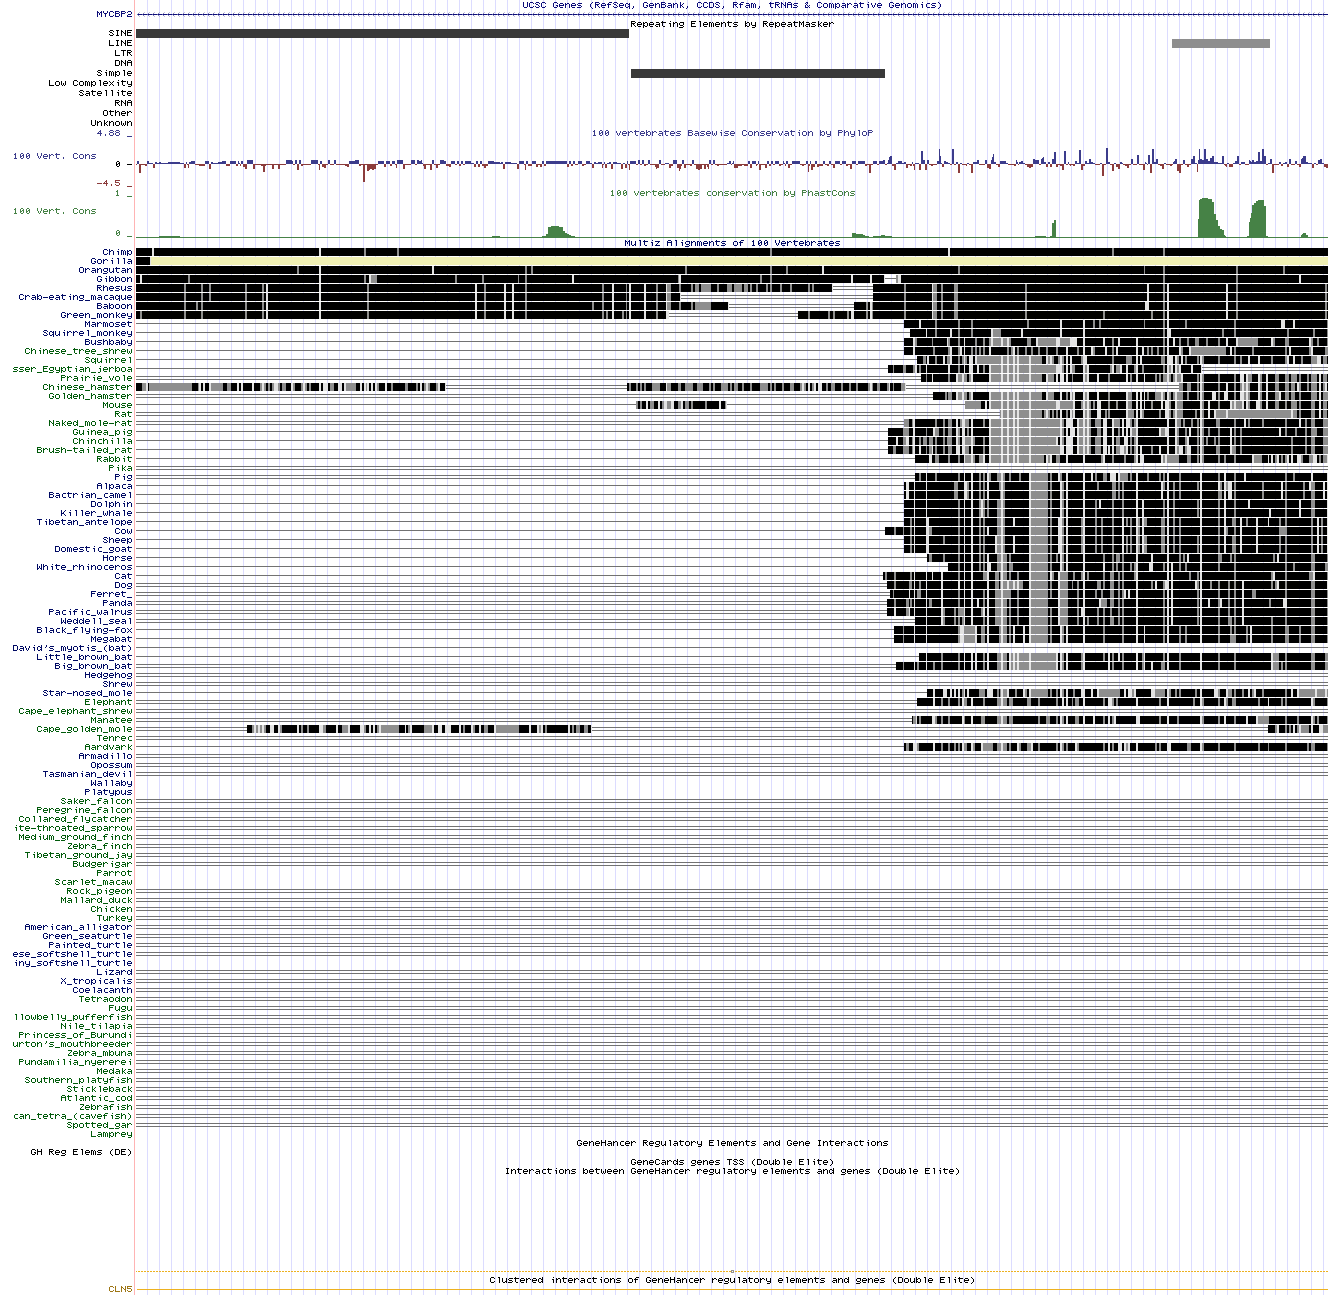 UCSC Genes (RefSeq, GenBank, CCDS, Rfam, tRNAs & Comparative Genomics)
MYCBP2
Repeating Elements by RepeatMasker
SINE
LINE
LTR
DNA
Simple
Low Complexity
Satellite
RNA
Other
Unknown
4.88 _
100 vertebrates Basewise Conservation by PhyloP
100 Vert. Cons
0 _
-4.5 _
100 vertebrates conservation by PhastCons
1 _
100 Vert. Cons
0 _
Multiz Alignments of 100 Vertebrates
Chimp
Gorilla
Orangutan
Gibbon
Rhesus
Crab-eating_macaque
Baboon
Green_monkey
Marmoset
Squirrel_monkey
Bushbaby
Chinese_tree_shrew
Squirrel
sser_Egyptian_jerboa
Prairie_vole
Chinese_hamster
Golden_hamster
Mouse
Rat
Naked_mole-rat
Guinea_pig
Chinchilla
Brush-tailed_rat
Rabbit
Pika
Pig
Alpaca
Bactrian_camel
Dolphin
Killer_whale
Tibetan_antelope
Cow
Sheep
Domestic_goat
Horse
White_rhinoceros
Cat
Dog
Ferret_
Panda
Pacific_walrus
Weddell_seal
Black_flying-fox
Megabat
David's_myotis_(bat)
Little_brown_bat
Big_brown_bat
Hedgehog
Shrew
Star-nosed_mole
Elephant
Cape_elephant_shrew
Manatee
Cape_golden_mole
Tenrec
Aardvark
Armadillo
Opossum
Tasmanian_devil
Wallaby
Platypus
Saker_falcon
Peregrine_falcon
Collared_flycatcher
ite-throated_sparrow
Medium_ground_finch
Zebra_finch
Tibetan_ground_jay
Budgerigar
Parrot
Scarlet_macaw
Rock_pigeon
Mallard_duck
Chicken
Turkey
American_alligator
Green_seaturtle
Painted_turtle
ese_softshell_turtle
iny_softshell_turtle
Lizard
X_tropicalis
Coelacanth
Tetraodon
Fugu
llowbelly_pufferfish
Nile_tilapia
Princess_of_Burundi
urton's_mouthbreeder
Zebra_mbuna
Pundamilia_nyererei
Medaka
Southern_platyfish
Stickleback
Atlantic_cod
Zebrafish
can_tetra_(cavefish)
Spotted_gar
Lamprey
GeneHancer Regulatory Elements and Gene Interactions
GH Reg Elems (DE)
GeneCards genes TSS (Double Elite)
Interactions between GeneHancer regulatory elements and genes (Double Elite)
Clustered interactions of GeneHancer regulatory elements and genes (Double Elite)
CLN5